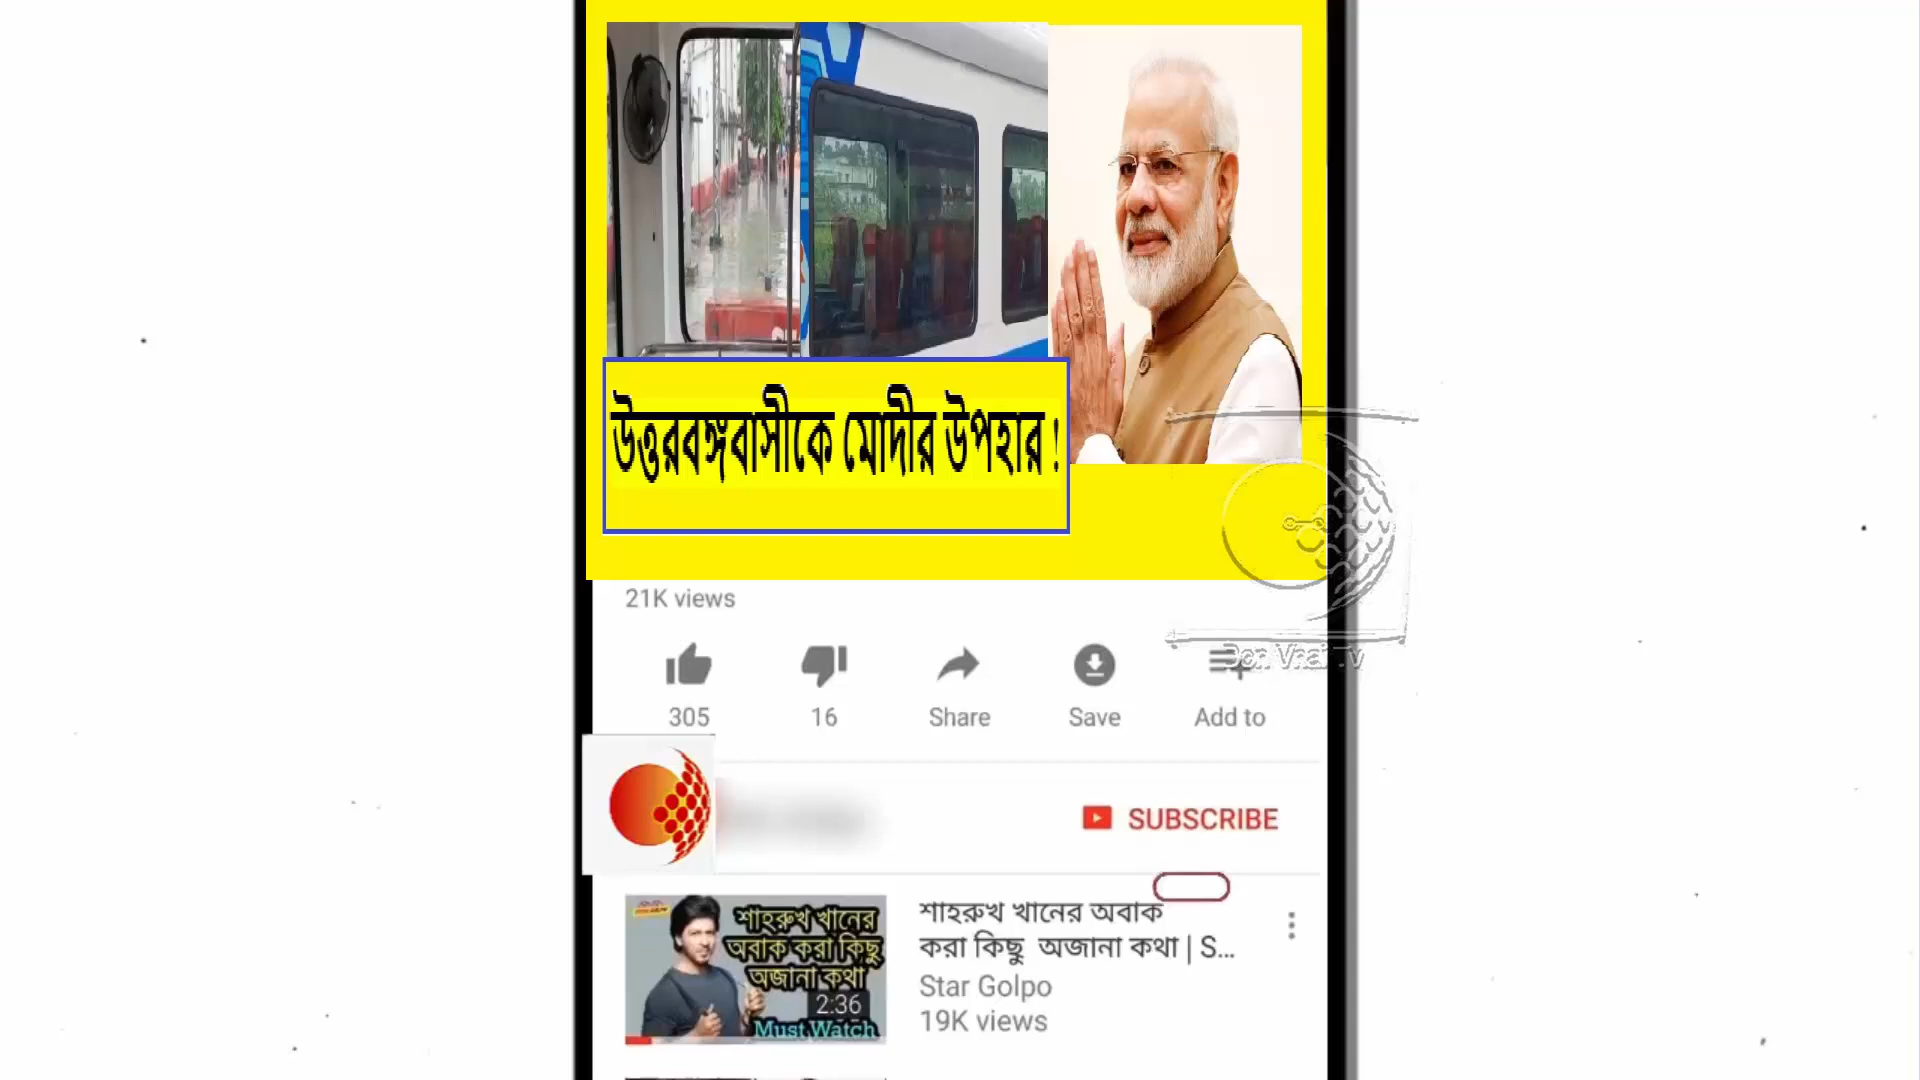 উত্তরবঙ্গবাসীকে মোদীর উপহার !
21K views
305
16
Share
Save
Add to
SUBSCRIBE
শাহরুখ খানের
অবাক করা কিছু
অজানা কথা
2:36
Must Watch
শাহরুখ খানের অবাক
করা কিছু অজানা কথা | S...
Star Golpo
19K views